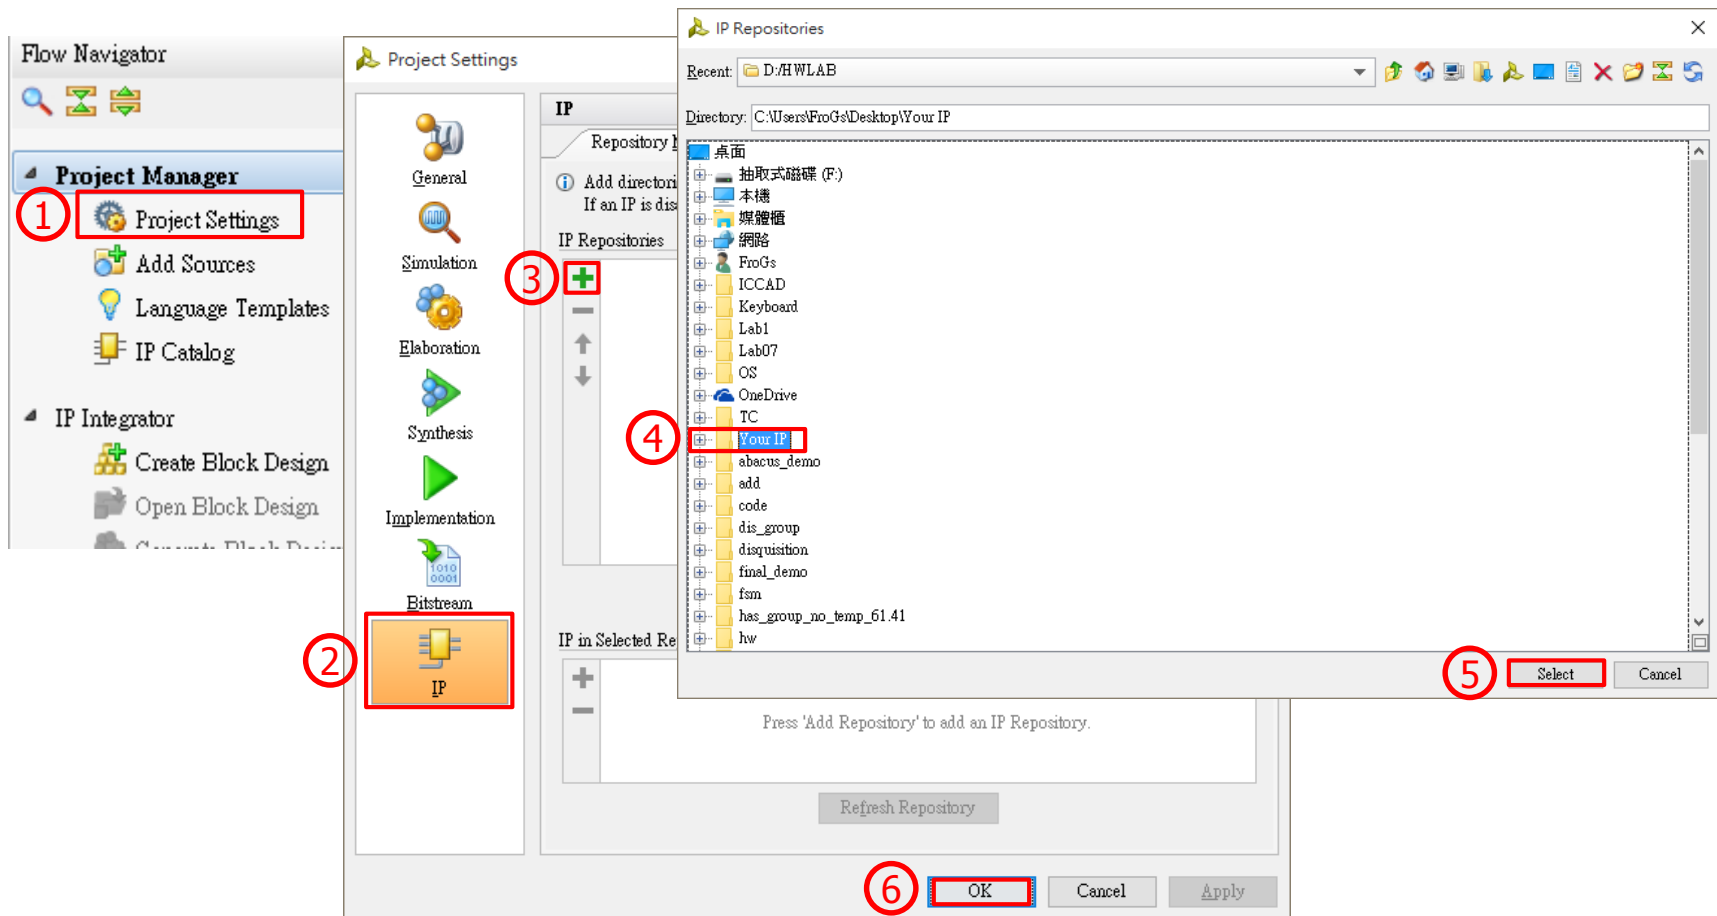 Flow Navigator
Project Manager
1
Project Settings
Add Sources
Language Templates
IP Catalog
IP Integrator
Create Block Design
Open Block Design
Project Settings
General
Simulation
Elaboration
Synthesis
Implementation
1010
0001
Bitstream
2
IP
IP
Repository
Add directori
If an IP is dis
IP Repositories
3
IP in Selected Re
Press 'Add Repository' to add an IP Repository.
Refresh Repository
6
OK
Cancel
Apply
IP Repositories
Recent: D:/HWLAB
Directory: C:\Users\FroGs\Desktop\Your IP
桌面
抽取式磁碟 (F:)
本機
媒體櫃
網路
FroGs
ICCAD
Keyboard
Lab1
Lab07
OS
OneDrive
TC
4
Your IP
abacus_demo
add
code
dis_group
disquisition
final_demo
fsm
has_group_no_temp_61.41
hw
5
Select
Cancel